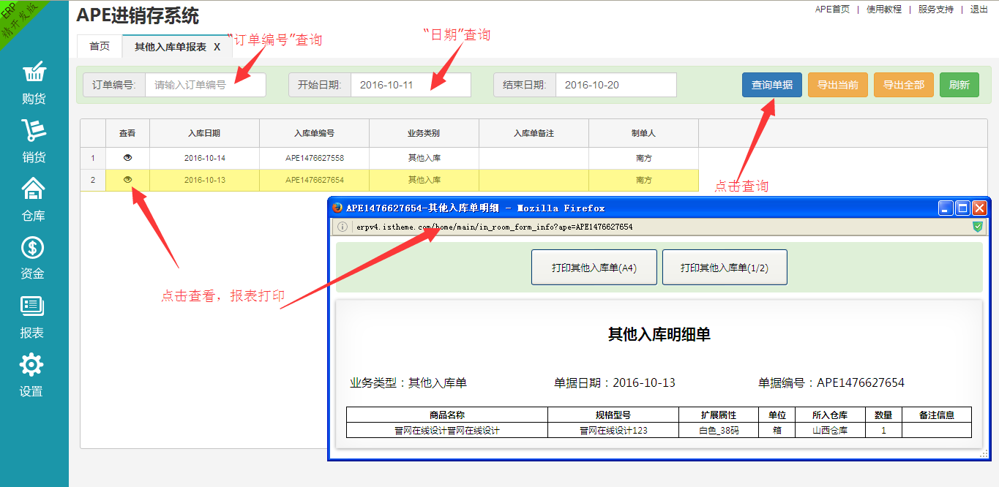 ERP
精开发版
APE进销存系统
APE首页 | 使用教程 | 服务支持 | 退出
首页
其他入库单报表 X
“订单编号”查询
“日期”查询
订单编号: 请输入订单编号
开始日期: 2016-10-11
结束日期: 2016-10-20
查询单据 导出当前 导出全部 刷新
购货
销货
仓库
资金
报表
设置
查看 入库日期 入库单编号 业务类别 入库单备注 制单人
1 2016-10-14 APE1476627558 其他入库 南方
2 2016-10-13 APE1476627654 其他入库 南方
点击查询
点击查看，报表打印
APE1476627654-其他入库单明细 - Mozilla Firefox
erpv4.istheme.com/home/main/in_room_form_info?ape=APE1476627654
打印其他入库单(A4) 打印其他入库单(1/2)
其他入库明细单
业务类型：其他入库单 单据日期：2016-10-13 单据编号：APE1476627654
商品名称 规格型号 扩展属性 单位 所入仓库 数量 备注信息
晋网在线设计晋网在线设计 晋网在线设计123 白色_38码 箱 山西仓库 1